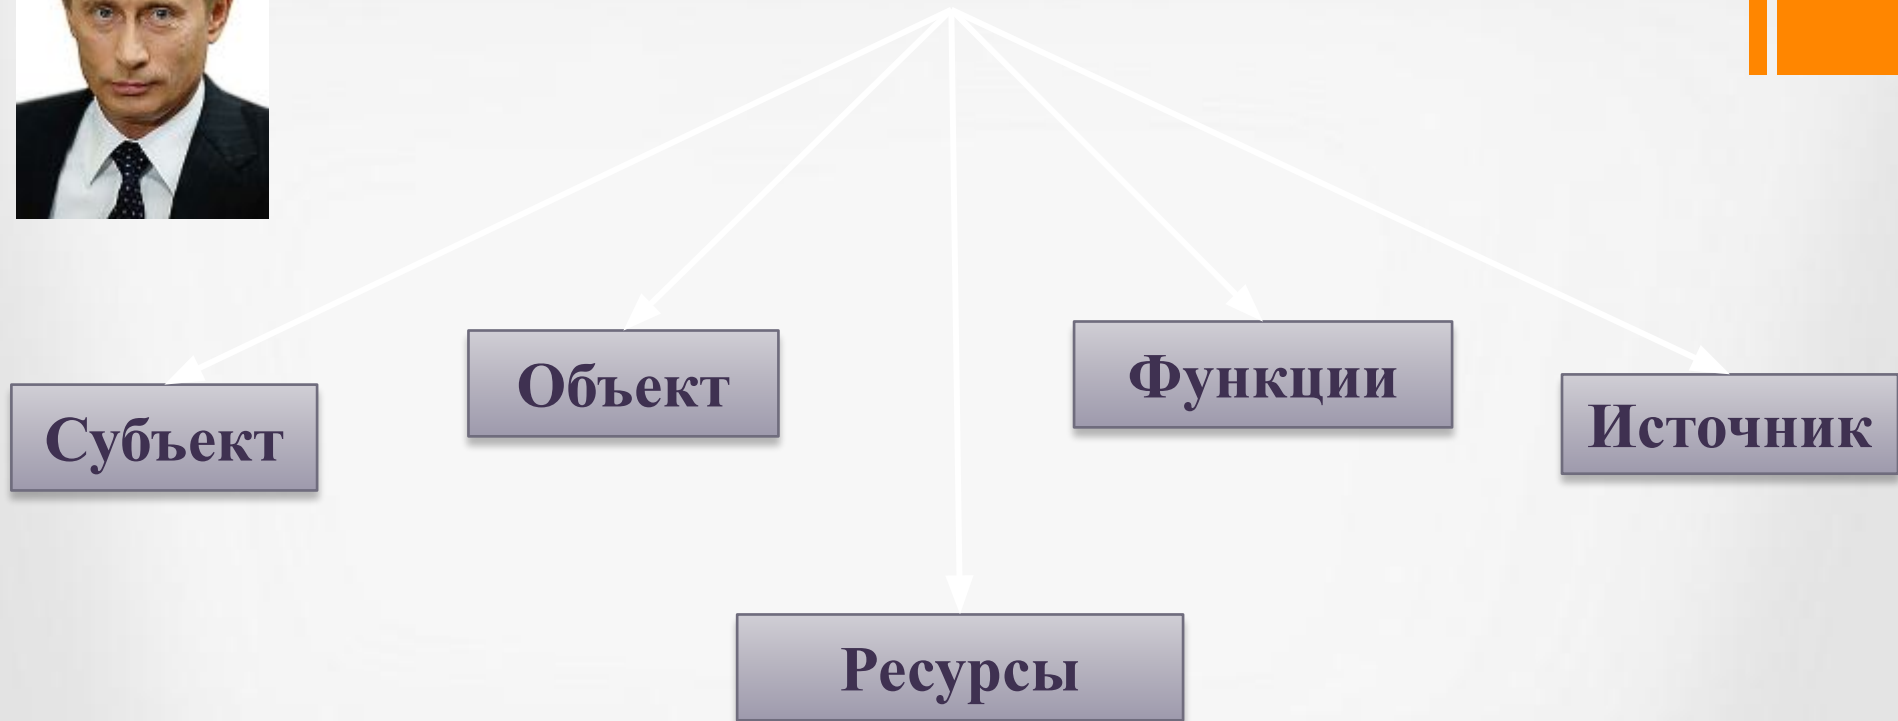 Субъект
Объект
Ресурсы
Функции
Источник